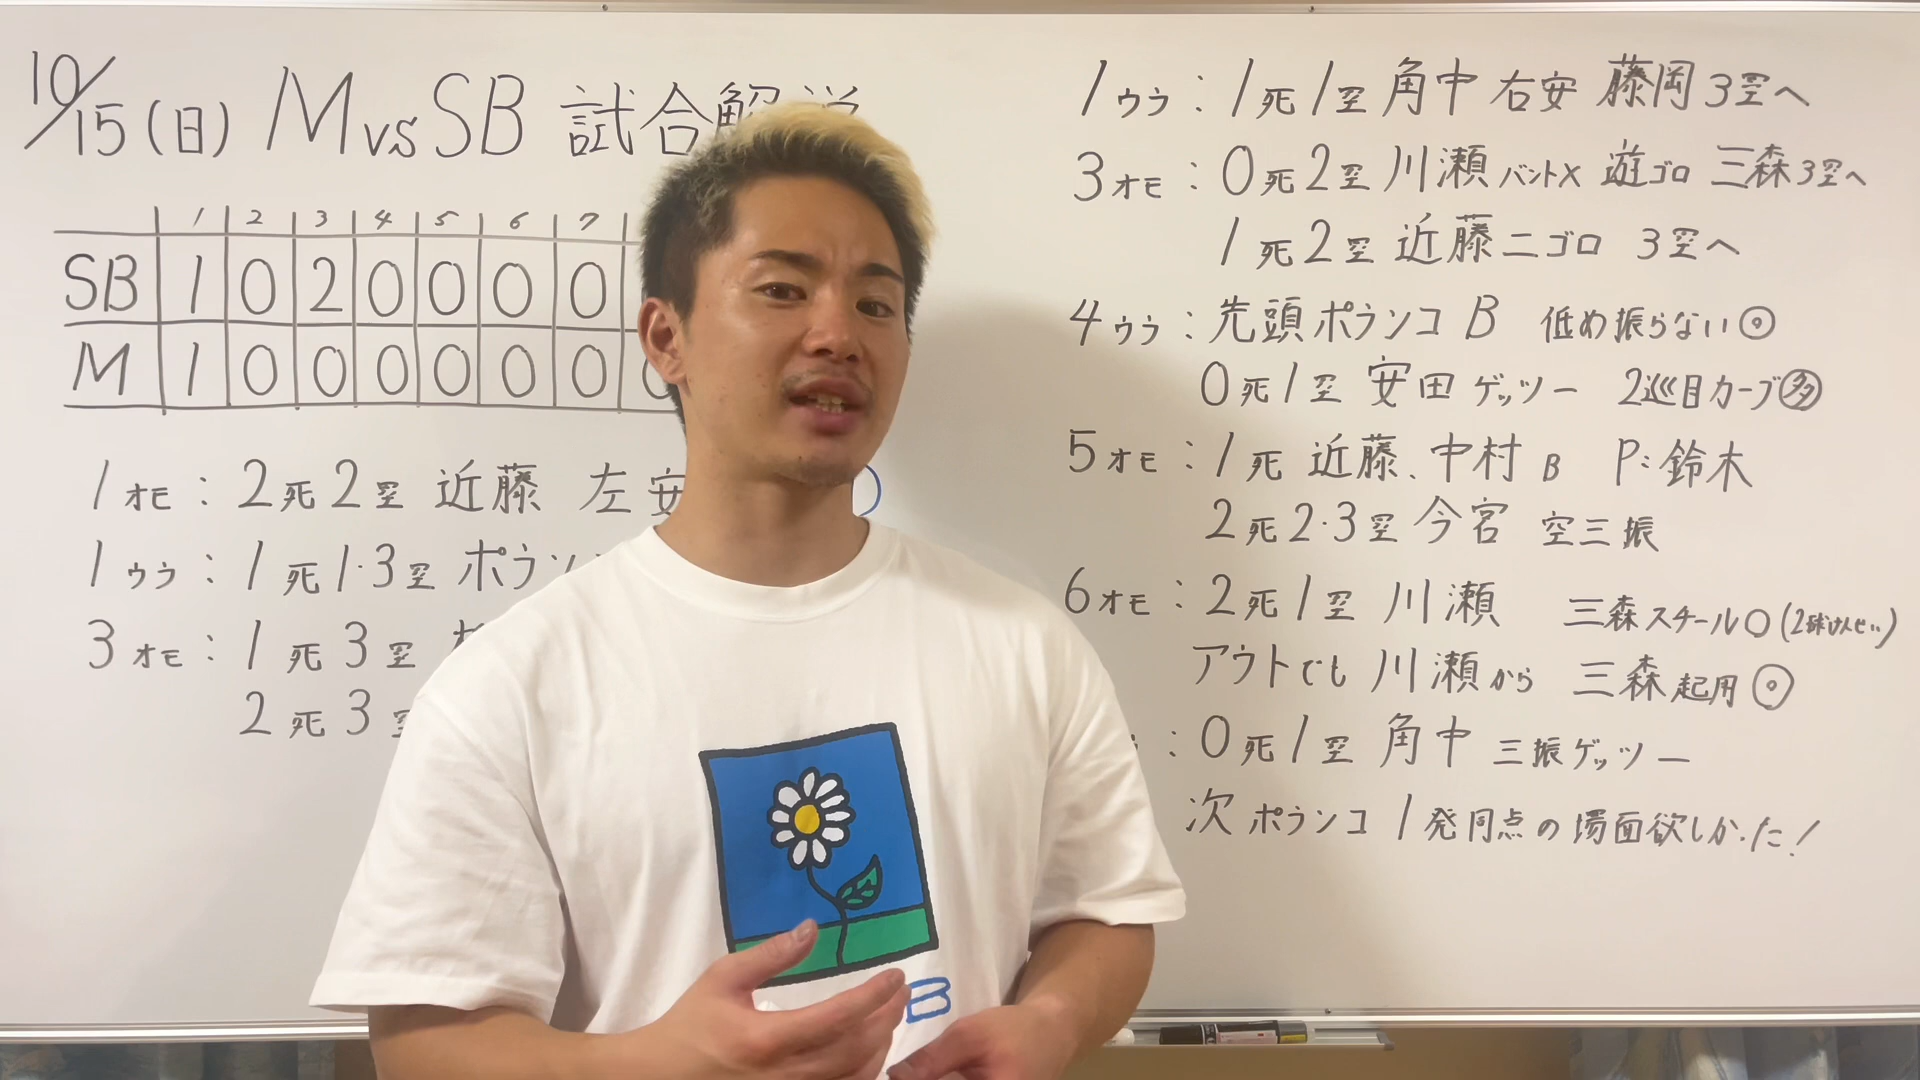 10/15(日) M vs SB 試合解説
1 2 3 4 5 6 7
SB 1 0 2 0 0 0 0
M 1 0 0 0 0 0 0
1オモ:2死2塁 近藤 左安
1ウラ:1死1・3塁 ポラン
3オモ:1死3塁
2死3塁
1ウラ:1死1塁 角中 右安 藤岡3塁へ
3オモ:0死2塁 川瀬バント× 遊ゴロ 三森3塁へ
1死2塁 近藤二ゴロ 3塁へ
4ウラ:先頭ポランコB 低め振らない◎
0死1塁 安田ゲッツー 2巡目カーブ多
5オモ:1死 近藤、中村B P:鈴木
2死2・3塁 今宮 空三振
6オモ:2死1塁 川瀬 三森スチール○(2球けんせい)
アウトでも 川瀬から 三森起用◎
:0死1塁 角中 三振ゲッツー
次ポランコ 1発同点の場面欲しかった!
B